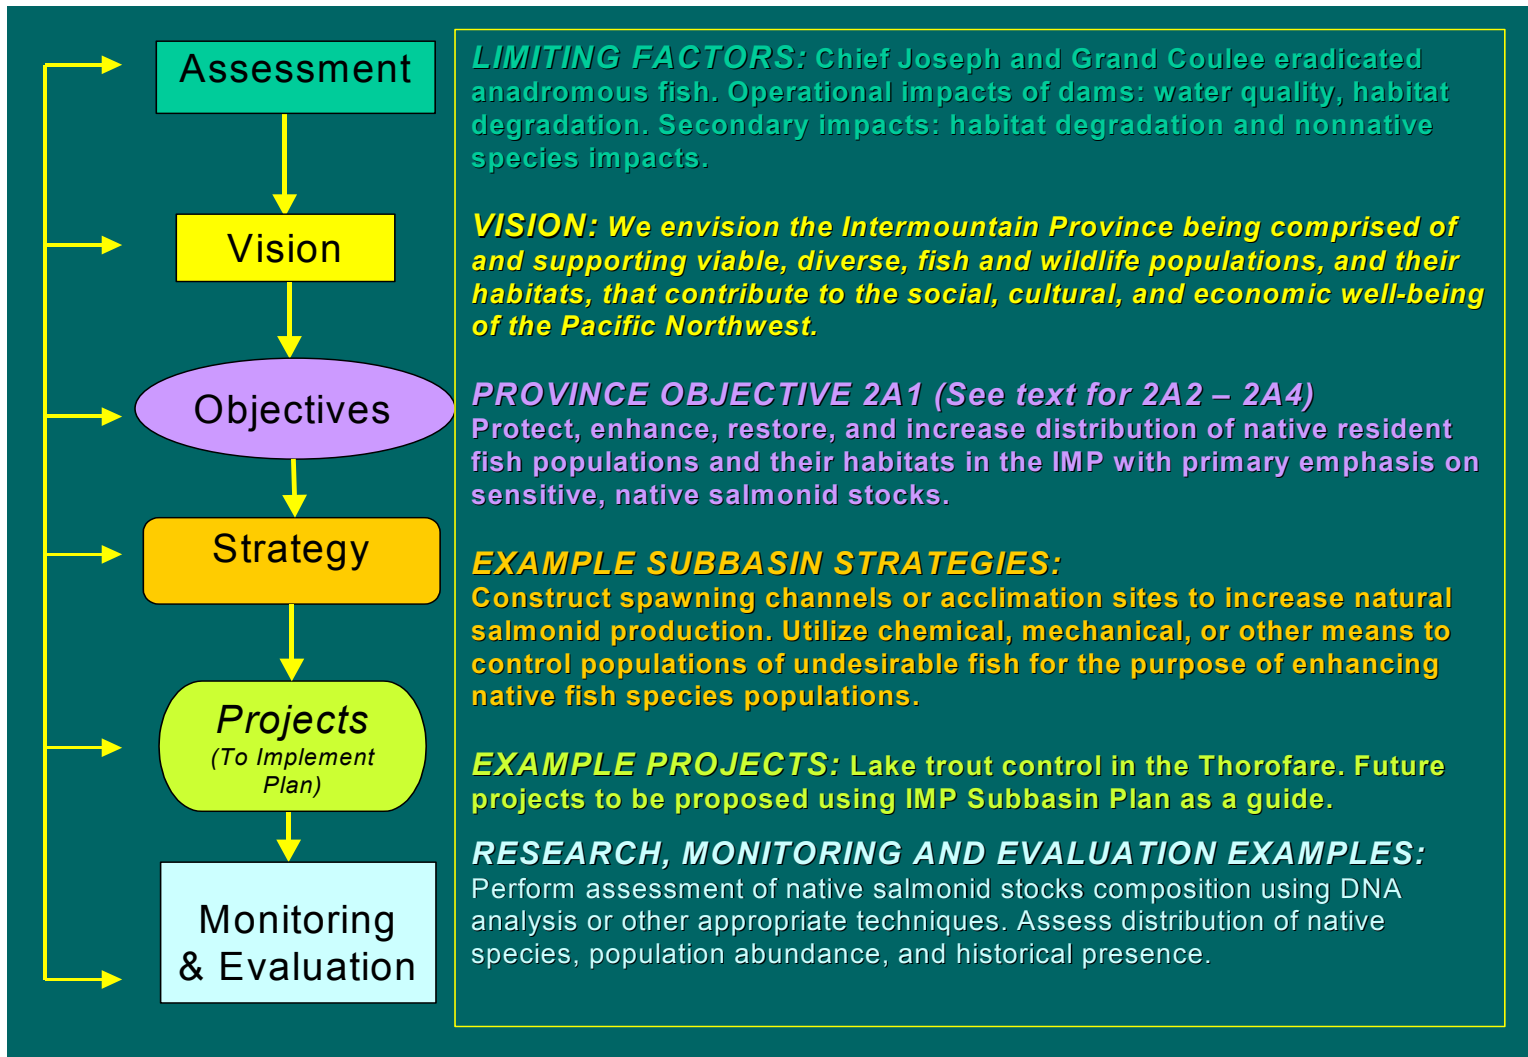 Assessment
Vision
Objectives
Strategy
Projects
(To Implement
Plan)
Monitoring
& Evaluation
LIMITING FACTORS: Chief Joseph and Grand Coulee eradicated
anadromous fish. Operational impacts of dams: water quality, habitat
degradation. Secondary impacts: habitat degradation and nonnative
species impacts.
VISION: We envision the Intermountain Province being comprised of
and supporting viable, diverse, fish and wildlife populations, and their
habitats, that contribute to the social, cultural, and economic well-being
of the Pacific Northwest.
PROVINCE OBJECTIVE 2A1 (See text for 2A2 – 2A4)
Protect, enhance, restore, and increase distribution of native resident
fish populations and their habitats in the IMP with primary emphasis on
sensitive, native salmonid stocks.
EXAMPLE SUBBASIN STRATEGIES:
Construct spawning channels or acclimation sites to increase natural
salmonid production. Utilize chemical, mechanical, or other means to
control populations of undesirable fish for the purpose of enhancing
native fish species populations.
EXAMPLE PROJECTS: Lake trout control in the Thorofare. Future
projects to be proposed using IMP Subbasin Plan as a guide.
RESEARCH, MONITORING AND EVALUATION EXAMPLES:
Perform assessment of native salmonid stocks composition using DNA
analysis or other appropriate techniques. Assess distribution of native
species, population abundance, and historical presence.